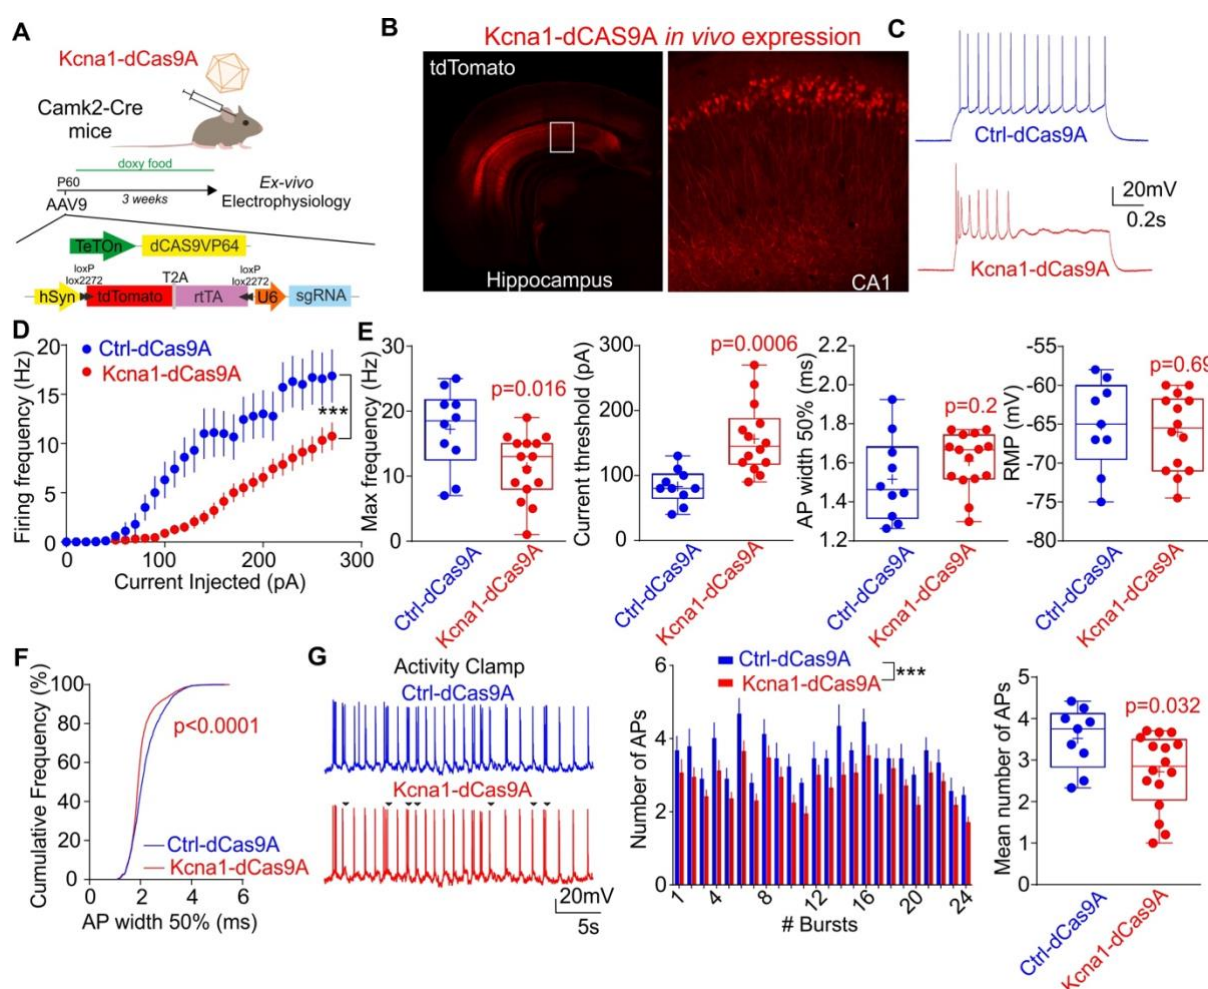 A
Kcna1-dCas9A
Camk2-Cre
mice
doxy food
P60
3 weeks
AAV9
Ex-vivo
Electrophysiology
TeTOn
dCAS9VP64
loxP
lox2272
T2A
loxP
lox2272
hSyn
tdTomato
rtTA
U6
sgRNA
B
Kcna1-dCAS9A in vivo expression
tdTomato
Hippocampus
CA1
C
Ctrl-dCas9A
20mV
0.2s
Kcna1-dCas9A
D
Firing frequency (Hz)
20
15
10
5
0
Ctrl-dCas9A
Kcna1-dCas9A
***
0
100
200
300
Current Injected (pA)
E
Max frequency (Hz)
30
20
10
0
p=0.016
Ctrl-dCas9A
Kcna1-dCas9A
Current threshold (pA)
300
200
100
0
p=0.0006
Ctrl-dCas9A
Kcna1-dCas9A
AP width 50% (ms)
2.2
2.0
1.8
1.6
1.4
1.2
p=0.2
Ctrl-dCas9A
Kcna1-dCas9A
RMP (mV)
-55
-60
-65
-70
-75
-80
p=0.69
Ctrl-dCas9A
Kcna1-dCas9A
F
Cumulative Frequency (%)
100
80
60
40
20
0
p<0.0001
Ctrl-dCas9A
Kcna1-dCas9A
0
2
4
6
AP width 50% (ms)
G
Activity Clamp
Ctrl-dCas9A
Kcna1-dCas9A
20mV
5s
Number of APs
6
4
2
0
Ctrl-dCas9A
Kcna1-dCas9A
***
1
4
8
12
16
20
24
# Bursts
Mean number of APs
5
4
3
2
1
0
p=0.032
Ctrl-dCas9A
Kcna1-dCas9A